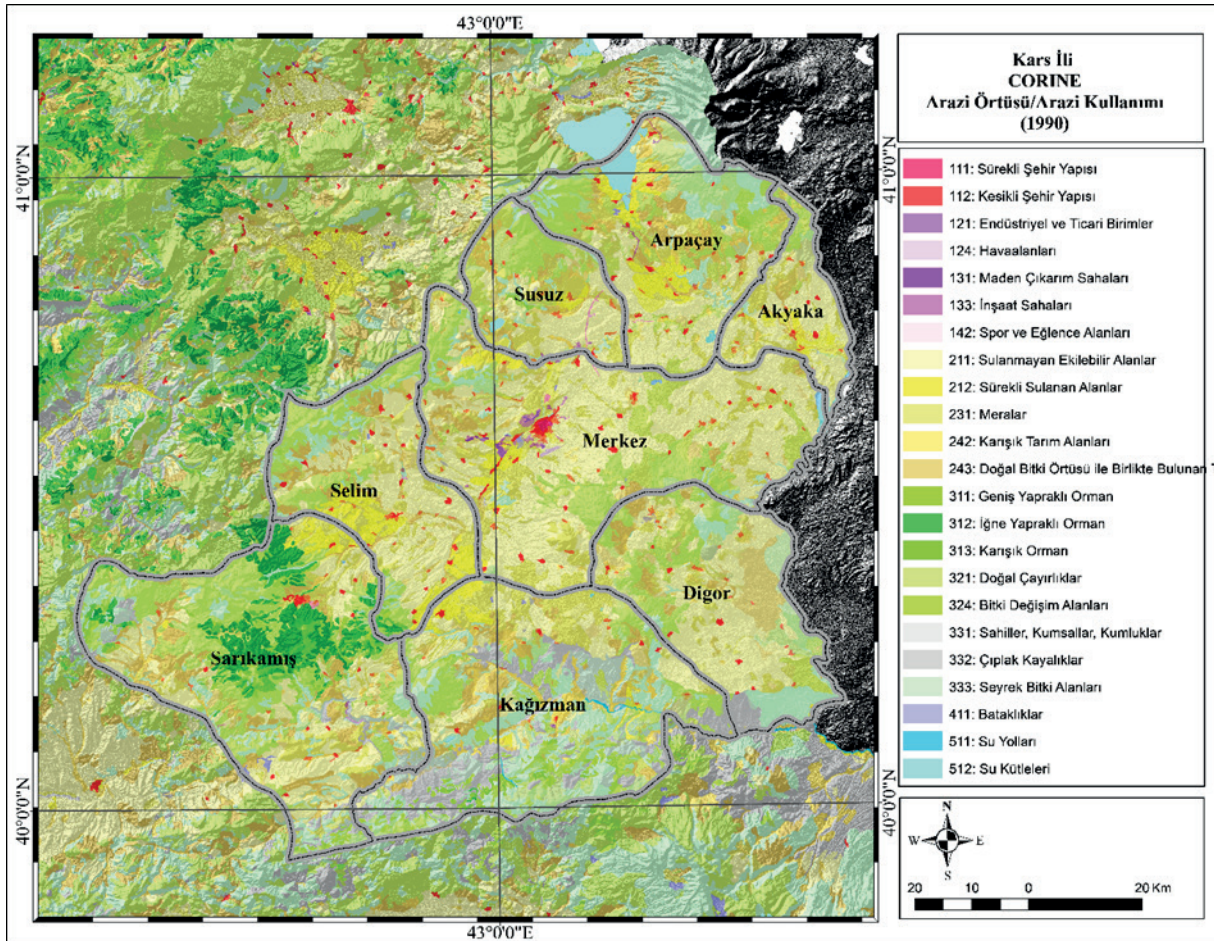 43°0'0"E
Kars İli
CORINE
Arazi Örtüsü/Arazi Kullanımı
(1990)
41°0'0"N
41°0'0"N
111: Sürekli Şehir Yapısı
112: Kesikli Şehir Yapısı
121: Endüstriyel ve Ticari Birimler
124: Havaalanları
131: Maden Çıkarım Sahaları
133: İnşaat Sahaları
142: Spor ve Eğlence Alanları
211: Sulanmayan Ekilebilir Alanlar
212: Sürekli Sulanan Alanlar
231: Meralar
242: Karışık Tarım Alanları
243: Doğal Bitki Örtüsü ile Birlikte Bulunan T
311: Geniş Yapraklı Orman
312: İğne Yapraklı Orman
313: Karışık Orman
321: Doğal Çayırlıklar
324: Bitki Değişim Alanları
331: Sahiller, Kumsallar, Kumluklar
332: Çıplak Kayalıklar
333: Seyrek Bitki Alanları
411: Bataklıklar
511: Su Yolları
512: Su Kütleleri
Arpaçay
Susuz
Akyaka
Merkez
Selim
Digor
Sarıkamış
Kağızman
40°0'0"N
40°0'0"N
43°0'0"E
N
W
E
S
20 10 0 20 Km